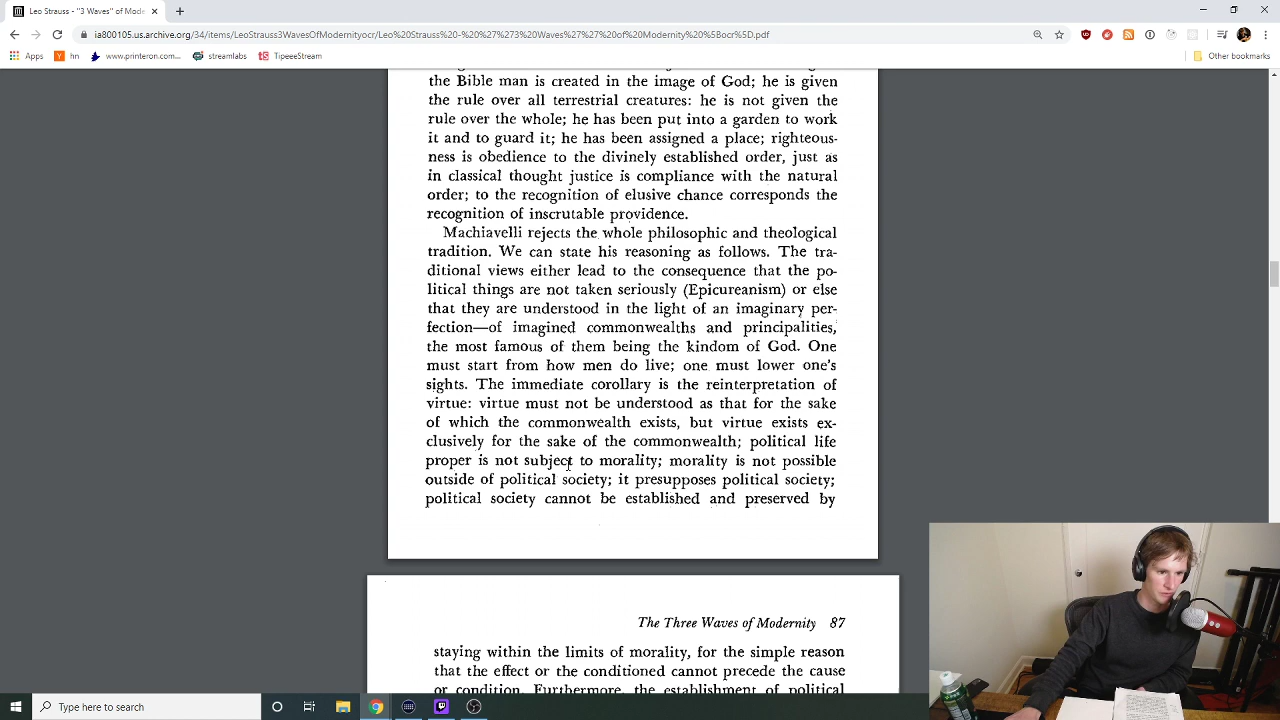 Leo Strauss - "3 Waves" of Mode
ia800105.us.archive.org/34/items/LeoStrauss3WavesOfModernityocr/Leo%20Strauss%20-%20%27%273%20Waves%27%27%20of%20Modernity%20%5Bocr%5D.pdf
Apps hn www.printeron.com... streamlabs TipeeeStream Other bookmarks
the Bible man is created in the image of God; he is given
the rule over all terrestrial creatures: he is not given the
rule over the whole; he has been put into a garden to work
it and to guard it; he has been assigned a place; righteous-
ness is obedience to the divinely established order, just as
in classical thought justice is compliance with the natural
order; to the recognition of elusive chance corresponds the
recognition of inscrutable providence.
Machiavelli rejects the whole philosophic and theological
tradition. We can state his reasoning as follows. The tra-
ditional views either lead to the consequence that the po-
litical things are not taken seriously (Epicureanism) or else
that they are understood in the light of an imaginary per-
fection—of imagined commonwealths and principalities,
the most famous of them being the kindom of God. One
must start from how men do live; one must lower one's
sights. The immediate corollary is the reinterpretation of
virtue: virtue must not be understood as that for the sake
of which the commonwealth exists, but virtue exists ex-
clusively for the sake of the commonwealth; political life
proper is not subject to morality; morality is not possible
outside of political society; it presupposes political society;
political society cannot be established and preserved by
The Three Waves of Modernity 87
staying within the limits of morality, for the simple reason
that the effect or the conditioned cannot precede the cause
or condition. Furthermore, the establishment of political
Type here to search